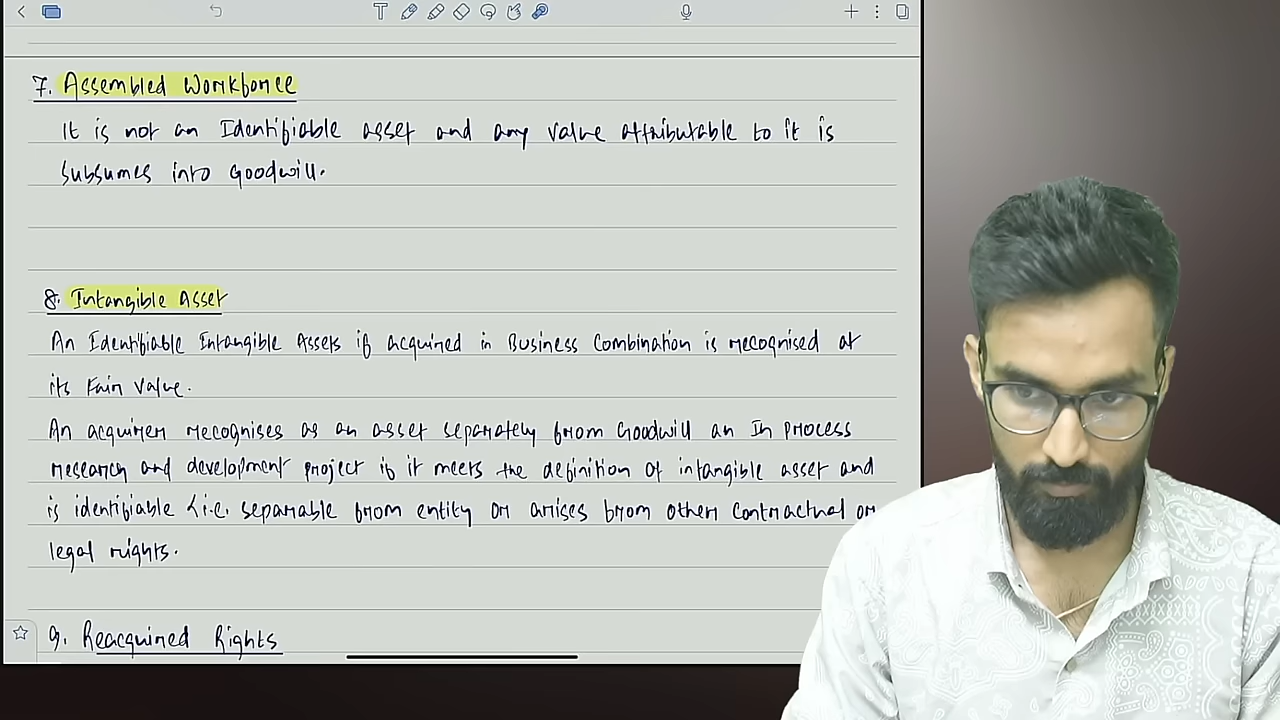 7. Assembled Workforce
It is not an Identifiable asset and any value attributable to it is
Subsumes into Goodwill.
8. Intangible Asset
An Identifiable Intangible Assets if acquired in Business Combination is recognised at
its Fair value.
An acquirer recognises as an asset separately from Goodwill an In process
research and development project if it meets the definition of intangible asset and
is identifiable <i.e. separable from entity or arises from other contractual or
legal rights.
9. Reacquired Rights